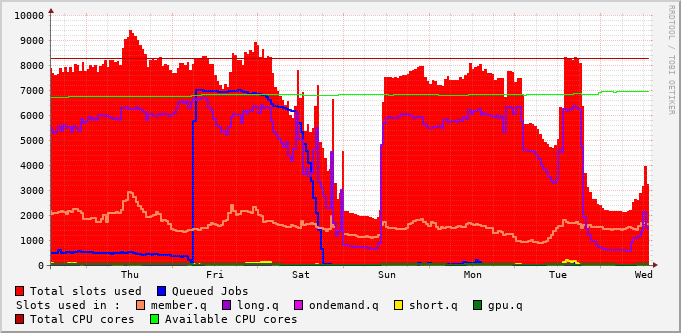 10000
9000
8000
7000
6000
5000
4000
3000
2000
1000
0
Thu Fri Sat Sun Mon Tue Wed
RRDTOOL / TOBI OETIKER
Total slots used Queued Jobs
Slots used in : member.q long.q ondemand.q short.q gpu.q
Total CPU cores Available CPU cores